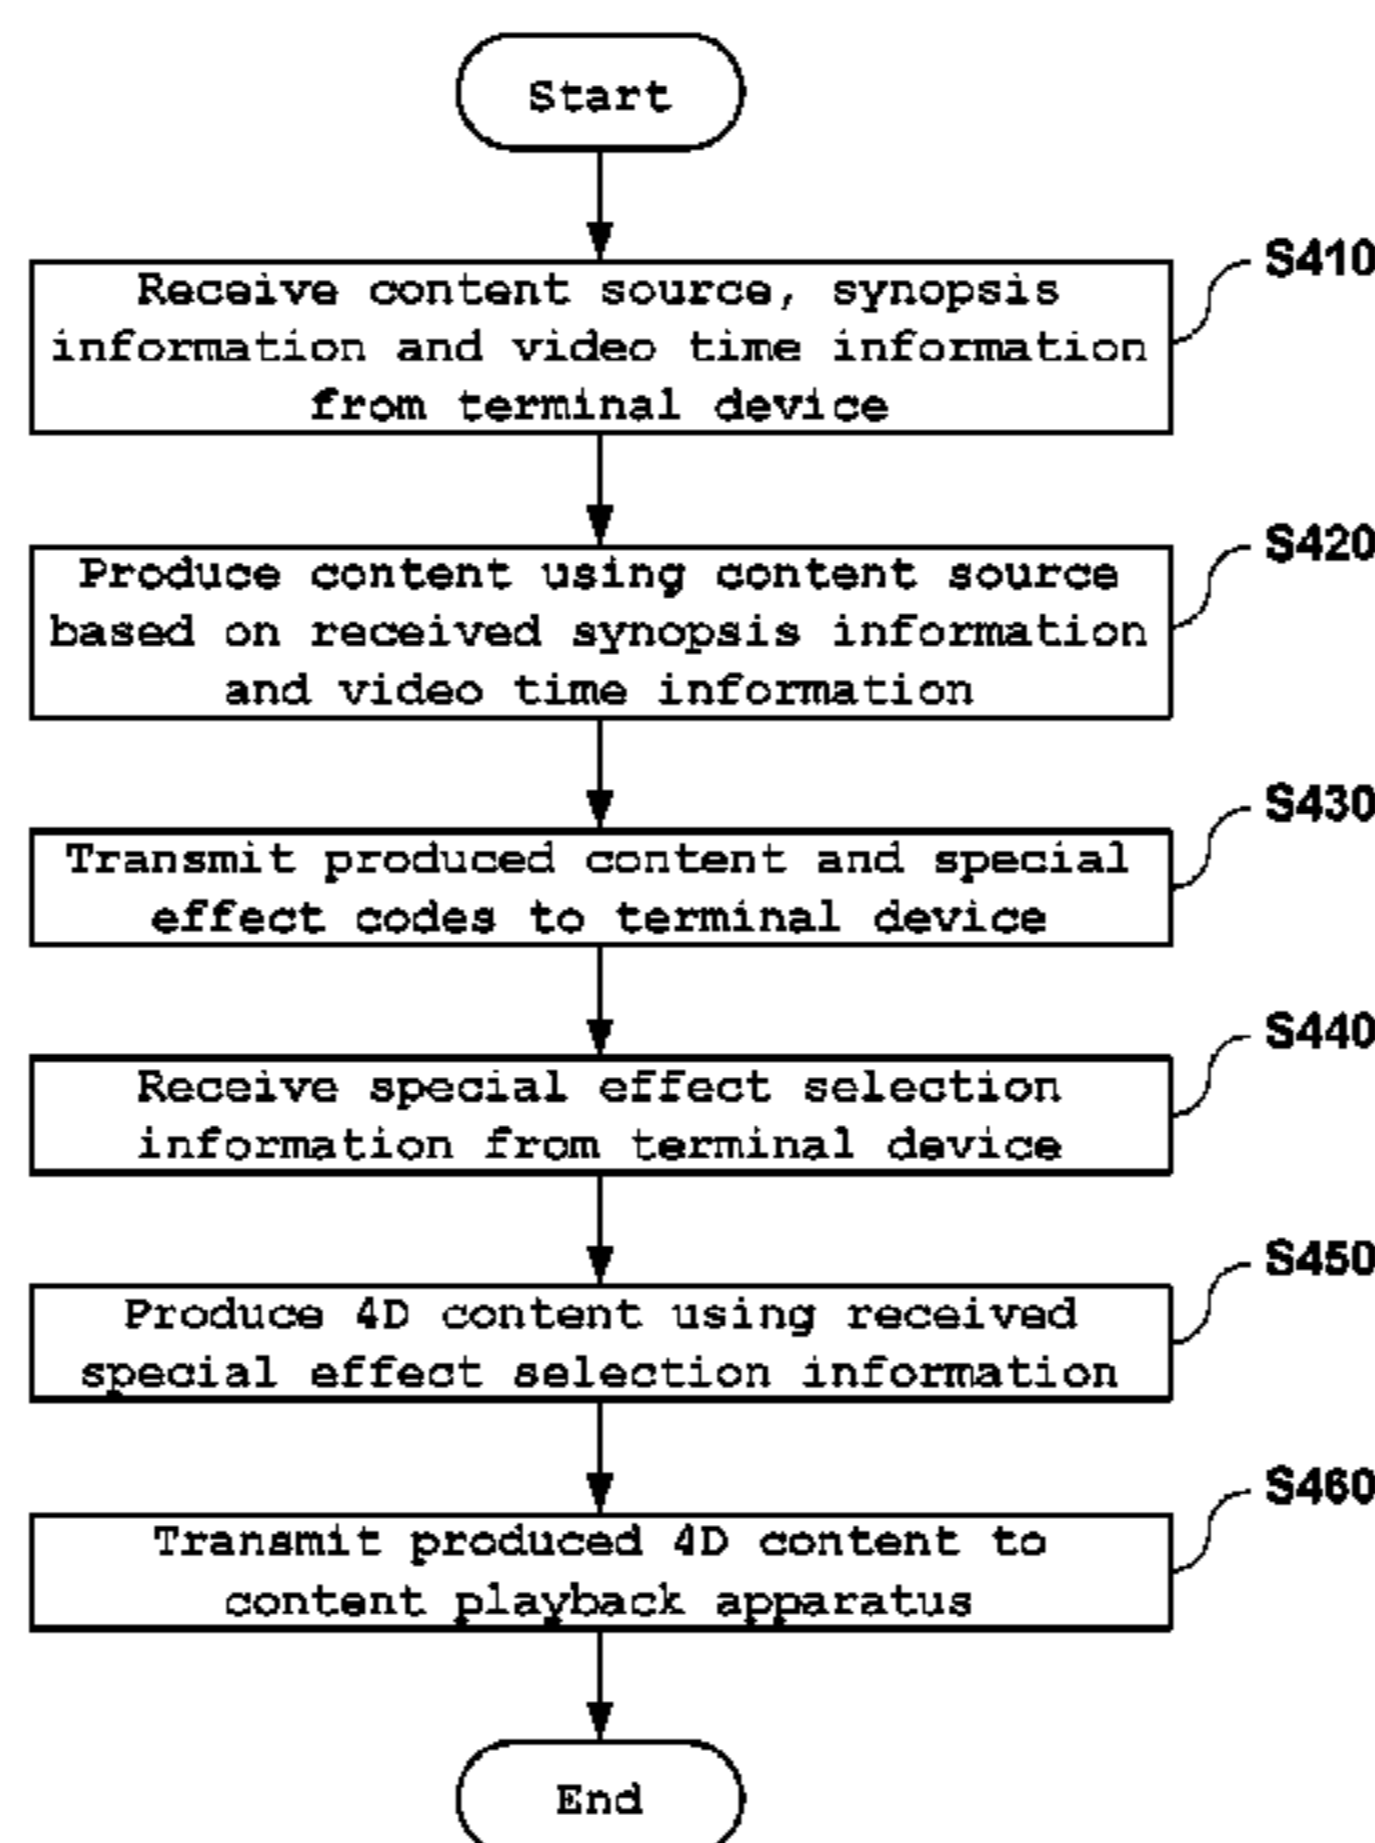 Start
S410
Receive content source, synopsis
information and video time information
from terminal device
S420
Produce content using content source
based on received synopsis information
and video time information
S430
Transmit produced content and special
effect codes to terminal device
S440
Receive special effect selection
information from terminal device
S450
Produce 4D content using received
special effect selection information
S460
Transmit produced 4D content to
content playback apparatus
End